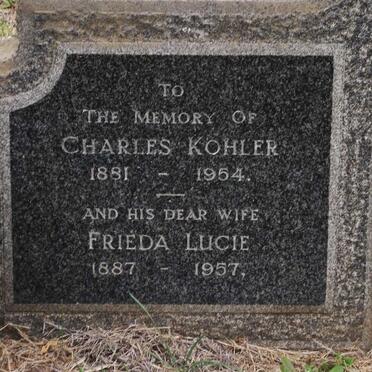 TO
THE MEMORY OF
CHARLES KOHLER
1881 – 1954.
AND HIS DEAR WIFE
FRIEDA LUCIE
1887 – 1957.